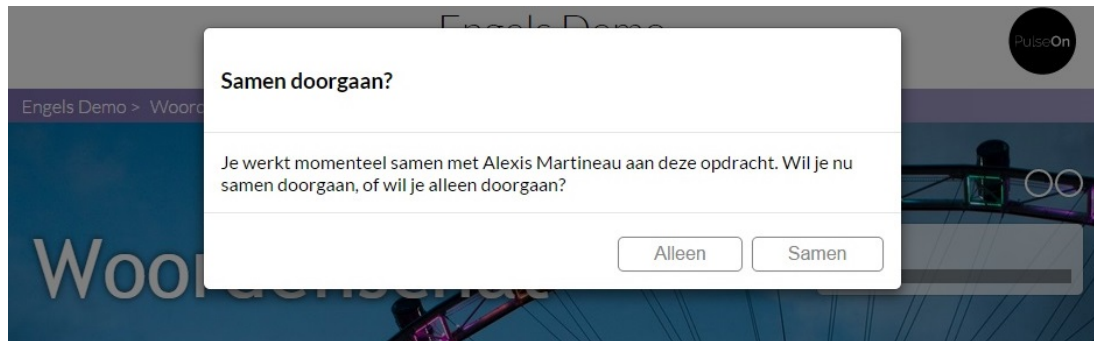 Engels Demo
PulseOn
Samen doorgaan?
Engels Demo > Woord
Je werkt momenteel samen met Alexis Martineau aan deze opdracht. Wil je nu
samen doorgaan, of wil je alleen doorgaan?
Alleen
Samen
Woordenschat